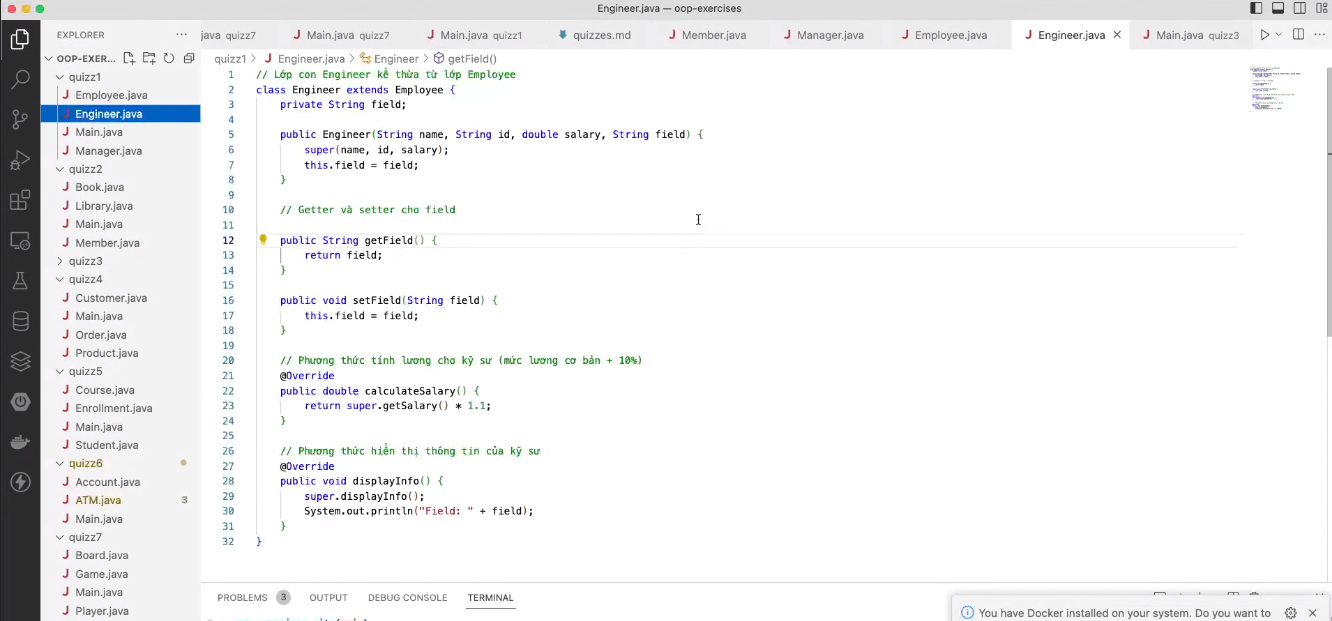 Engineer.java — oop-exercises
EXPLORER
java quizz7
Main.java quizz7
Main.java quizz1
quizzes.md
Member.java
Manager.java
Employee.java
Engineer.java
Main.java quizz3
OOP-EXER...
quizz1 > Engineer.java > Engineer > getField()
quizz1
Employee.java
Engineer.java
Main.java
Manager.java
quizz2
Book.java
Library.java
Main.java
Member.java
quizz3
quizz4
Customer.java
Main.java
Order.java
Product.java
quizz5
Course.java
Enrollment.java
Main.java
Student.java
quizz6
Account.java
ATM.java 3
Main.java
quizz7
Board.java
Game.java
Main.java
Player.java
1 // Lớp con Engineer kế thừa từ lớp Employee
2 class Engineer extends Employee {
3 private String field;
4
5 public Engineer(String name, String id, double salary, String field) {
6 super(name, id, salary);
7 this.field = field;
8 }
9
10 // Getter và setter cho field
11
12 public String getField() {
13 return field;
14 }
15
16 public void setField(String field) {
17 this.field = field;
18 }
19
20 // Phương thức tính lương cho kỹ sư (mức lương cơ bản + 10%)
21 @Override
22 public double calculateSalary() {
23 return super.getSalary() * 1.1;
24 }
25
26 // Phương thức hiển thị thông tin của kỹ sư
27 @Override
28 public void displayInfo() {
29 super.displayInfo();
30 System.out.println("Field: " + field);
31 }
32 }
PROBLEMS 3 OUTPUT DEBUG CONSOLE TERMINAL
You have Docker installed on your system. Do you want to